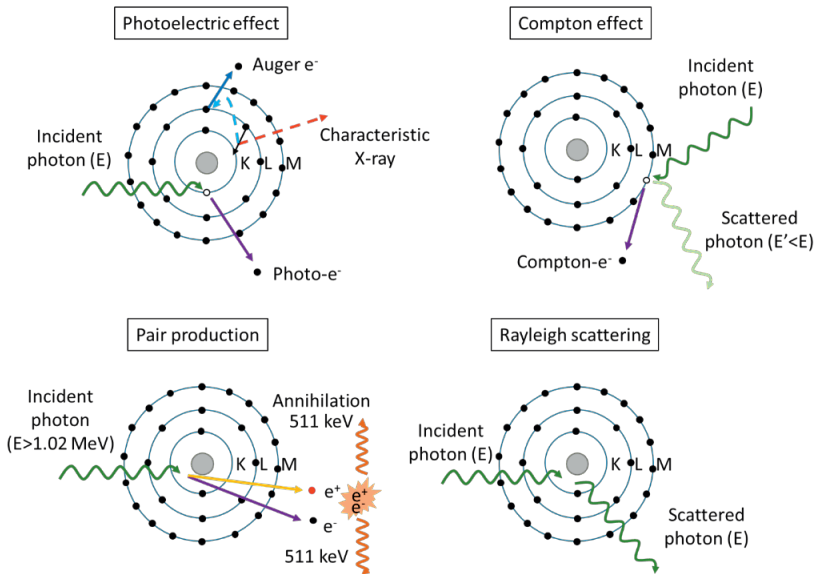 Photoelectric effect
Auger e-
Incident
photon (E)
Characteristic
X-ray
K L M
Photo-e-
Compton effect
Incident
photon (E)
K L M
Scattered
photon (E'<E)
Compton-e-
Pair production
Incident
photon
(E>1.02 MeV)
Annihilation
511 keV
K L M
e+
e-
e+
e-
511 keV
Rayleigh scattering
Incident
photon (E)
K L M
Scattered
photon (E)